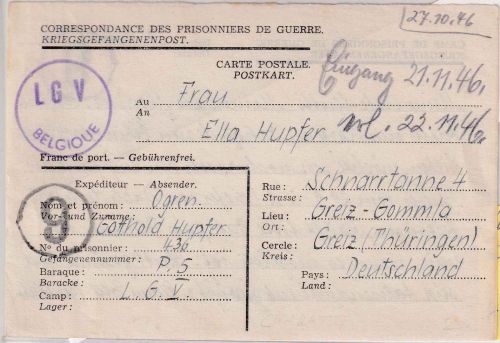 27.10.46
CORRESPONDANCE DES PRISONNIERS DE GUERRE.
KRIEGSGEFANGENENPOST.
CARTE POSTALE.
POSTKART.
Eingang 21.11.46.
LGV
BELGIQUE
Au
An
Frau
Ella Hupfer
22.11.46.
Franc de port. — Gebührenfrei.
Expéditeur — Absender.
Nom et prénom : Ogren.
Vor- und Zuname : Gothold Hupfer
9
N° du prisonnier : 436
Gefangenennummer :
Baraque : P. 5
Baracke :
Camp : L. G. V.
Lager :
Rue : Schnarrtanne 4
Strasse :
Lieu : Greiz-Gommla
Ort :
Cercle : Greiz (Thüringen)
Kreis :
Pays : Deutschland
Land :